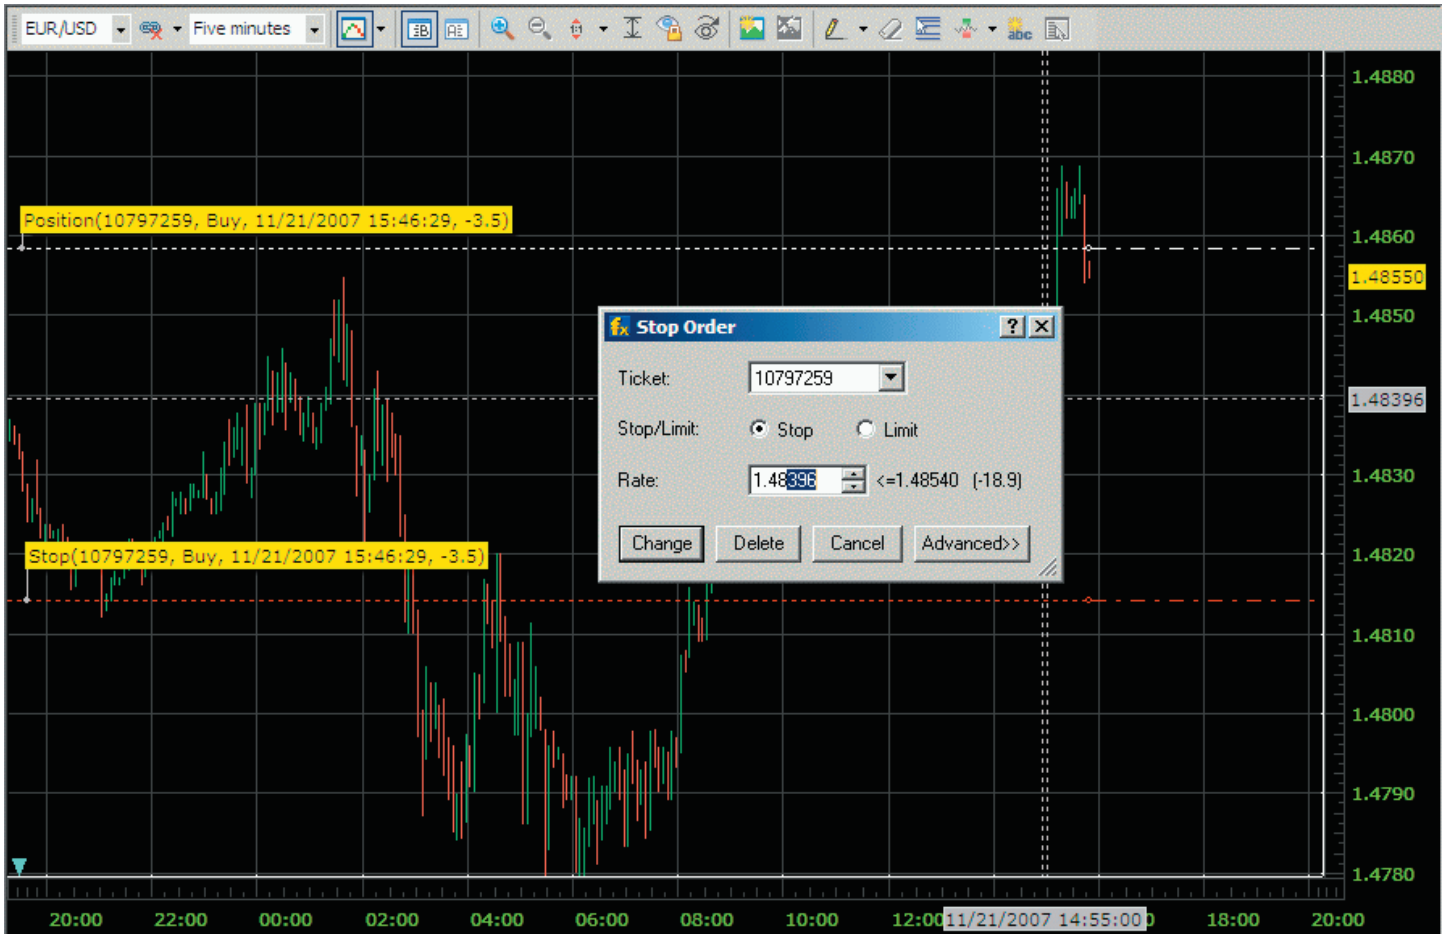 EUR/USD Five minutes abc
1.4880
1.4870
Position(10797259, Buy, 11/21/2007 15:46:29, -3.5)
1.4860
1.48550
1.4850
Stop Order
Ticket: 10797259
1.48396
Stop/Limit: Stop Limit
Rate: 1.48396 <=1.48540 (-18.9)
1.4830
Change Delete Cancel Advanced>>
Stop(10797259, Buy, 11/21/2007 15:46:29, -3.5)
1.4820
1.4810
1.4800
1.4790
1.4780
20:00 22:00 00:00 02:00 04:00 06:00 08:00 10:00 12:00 11/21/2007 14:55:00 18:00 20:00